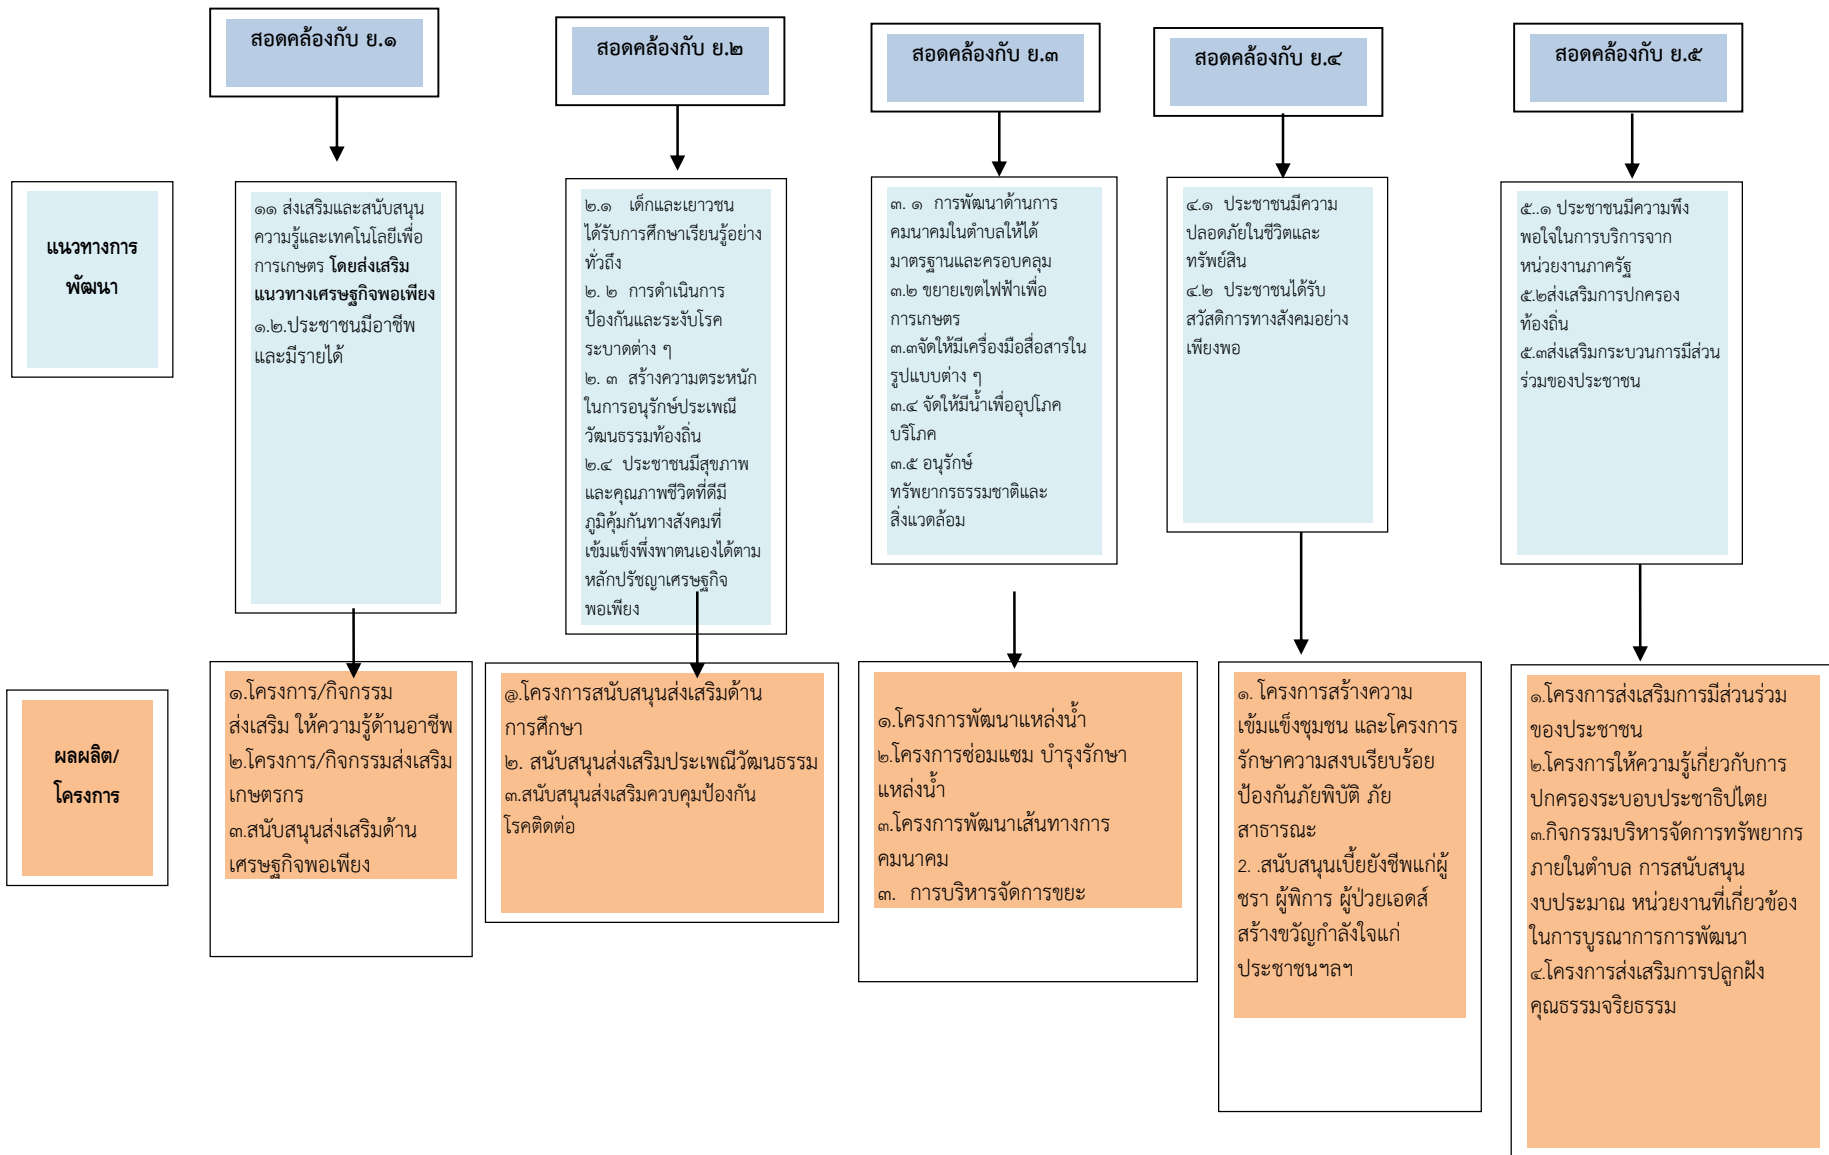 สอดคล้องกับ ย.๑
สอดคล้องกับ ย.๒
สอดคล้องกับ ย.๓
สอดคล้องกับ ย.๔
สอดคล้องกับ ย.๕
แนวทางการ
พัฒนา
๑๑ ส่งเสริมและสนับสนุน
ความรู้และเทคโนโลยีเพื่อ
การเกษตร โดยส่งเสริม
แนวทางเศรษฐกิจพอเพียง
๑.๒.ประชาชนมีอาชีพ
และมีรายได้
๒.๑ เด็กและเยาวชน
ได้รับการศึกษาเรียนรู้อย่าง
ทั่วถึง
๒. ๒ การดำเนินการ
ป้องกันและระงับโรค
ระบาดต่าง ๆ
๒. ๓ สร้างความตระหนัก
ในการอนุรักษ์ประเพณี
วัฒนธรรมท้องถิ่น
๒.๔ ประชาชนมีสุขภาพ
และคุณภาพชีวิตที่ดีมี
ภูมิคุ้มกันทางสังคมที่
เข้มแข็งพึ่งพาตนเองได้ตาม
หลักปรัชญาเศรษฐกิจ
พอเพียง
๓. ๑ การพัฒนาด้านการ
คมนาคมในตำบลให้ได้
มาตรฐานและครอบคลุม
๓.๒ ขยายเขตไฟฟ้าเพื่อ
การเกษตร
๓.๓จัดให้มีเครื่องมือสื่อสารใน
รูปแบบต่าง ๆ
๓.๔ จัดให้มีน้ำเพื่ออุปโภค
บริโภค
๓.๕ อนุรักษ์
ทรัพยากรธรรมชาติและ
สิ่งแวดล้อม
๔.๑ ประชาชนมีความ
ปลอดภัยในชีวิตและ
ทรัพย์สิน
๔.๒ ประชาชนได้รับ
สวัสดิการทางสังคมอย่าง
เพียงพอ
๕..๑ ประชาชนมีความพึง
พอใจในการบริการจาก
หน่วยงานภาครัฐ
๕.๒ส่งเสริมการปกครอง
ท้องถิ่น
๕.๓ส่งเสริมกระบวนการมีส่วน
ร่วมของประชาชน
ผลผลิต/
โครงการ
๑.โครงการ/กิจกรรม
ส่งเสริม ให้ความรู้ด้านอาชีพ
๒.โครงการ/กิจกรรมส่งเสริม
เกษตรกร
๓.สนับสนุนส่งเสริมด้าน
เศรษฐกิจพอเพียง
@.โครงการสนับสนุนส่งเสริมด้าน
การศึกษา
๒. สนับสนุนส่งเสริมประเพณีวัฒนธรรม
๓.สนับสนุนส่งเสริมควบคุมป้องกัน
โรคติดต่อ
๑.โครงการพัฒนาแหล่งน้ำ
๒.โครงการซ่อมแซม บำรุงรักษา
แหล่งน้ำ
๓.โครงการพัฒนาเส้นทางการ
คมนาคม
๓. การบริหารจัดการขยะ
๑. โครงการสร้างความ
เข้มแข็งชุมชน และโครงการ
รักษาความสงบเรียบร้อย
ป้องกันภัยพิบัติ ภัย
สาธารณะ
2. .สนับสนุนเบี้ยยังชีพแก่ผู้
ชรา ผู้พิการ ผู้ป่วยเอดส์
สร้างขวัญกำลังใจแก่
ประชาชนฯลฯ
๑.โครงการส่งเสริมการมีส่วนร่วม
ของประชาชน
๒.โครงการให้ความรู้เกี่ยวกับการ
ปกครองระบอบประชาธิปไตย
๓.กิจกรรมบริหารจัดการทรัพยากร
ภายในตำบล การสนับสนุน
งบประมาณ หน่วยงานที่เกี่ยวข้อง
ในการบูรณาการการพัฒนา
๔.โครงการส่งเสริมการปลูกฝัง
คุณธรรมจริยธรรม